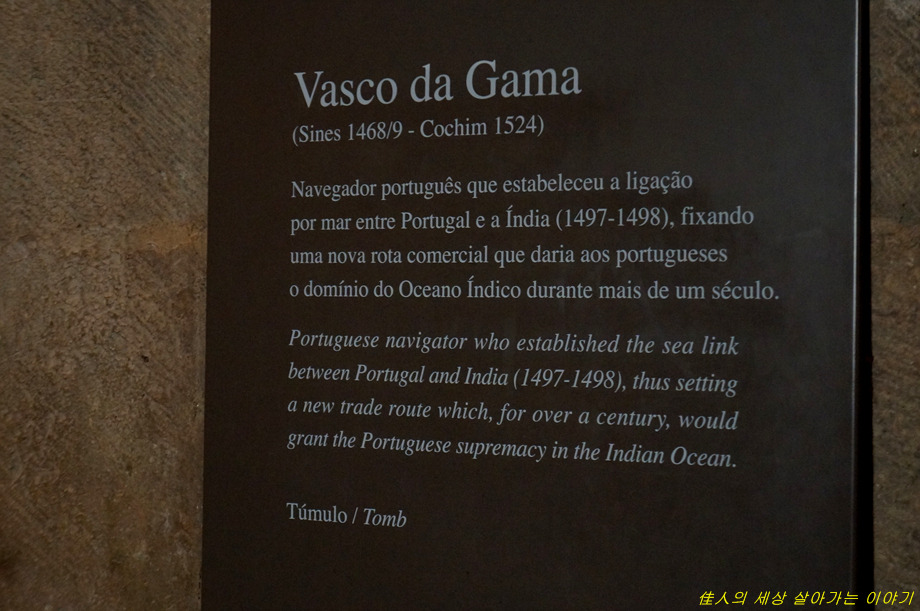 Vasco da Gama
(Sines 1468/9 - Cochim 1524)
Navegador português que estabeleceu a ligação
por mar entre Portugal e a Índia (1497-1498), fixando
uma nova rota comercial que daria aos portugueses
o domínio do Oceano Índico durante mais de um século.
Portuguese navigator who established the sea link
between Portugal and India (1497-1498), thus setting
a new trade route which, for over a century, would
grant the Portuguese supremacy in the Indian Ocean.
Túmulo / Tomb
佳人의 세상 살아가는 이야기